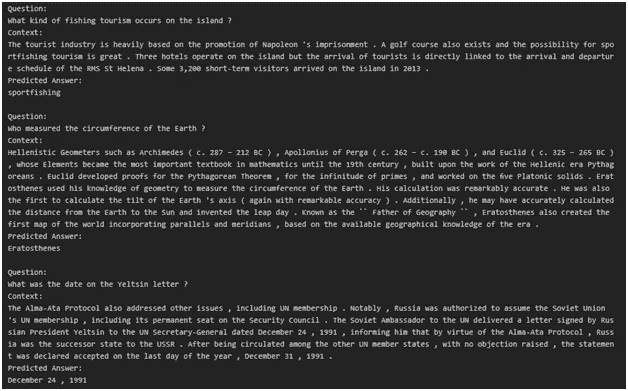 Question:
What kind of fishing tourism occurs on the island ?
Context:
The tourist industry is heavily based on the promotion of Napoleon 's imprisonment . A golf course also exists and the possibility for spo
rtfishing tourism is great . Three hotels operate on the island but the arrival of tourists is directly linked to the arrival and departur
e schedule of the RMS St Helena . Some 3,200 short-term visitors arrived on the island in 2013 .
Predicted Answer:
sportfishing
Question:
Who measured the circumference of the Earth ?
Context:
Hellenistic Geometers such as Archimedes ( c. 287 – 212 BC ) , Apollonius of Perga ( c. 262 – c. 190 BC ) , and Euclid ( c. 325 – 265 BC )
, whose Elements became the most important textbook in mathematics until the 19th century , built upon the work of the Hellenic era Pythag
oreans . Euclid developed proofs for the Pythagorean Theorem , for the infinitude of primes , and worked on the five Platonic solids . Erat
osthenes used his knowledge of geometry to measure the circumference of the Earth . His calculation was remarkably accurate . He was also
the first to calculate the tilt of the Earth 's axis ( again with remarkable accuracy ) . Additionally , he may have accurately calculated
the distance from the Earth to the Sun and invented the leap day . Known as the `` Father of Geography `` , Eratosthenes also created the
first map of the world incorporating parallels and meridians , based on the available geographical knowledge of the era .
Predicted Answer:
Eratosthenes
Question:
What was the date on the Yeltsin letter ?
Context:
The Alma-Ata Protocol also addressed other issues , including UN membership . Notably , Russia was authorized to assume the Soviet Union
's UN membership , including its permanent seat on the Security Council . The Soviet Ambassador to the UN delivered a letter signed by Rus
sian President Yeltsin to the UN Secretary-General dated December 24 , 1991 , informing him that by virtue of the Alma-Ata Protocol , Russ
ia was the successor state to the USSR . After being circulated among the other UN member states , with no objection raised , the statemen
t was declared accepted on the last day of the year , December 31 , 1991 .
Predicted Answer:
December 24 , 1991